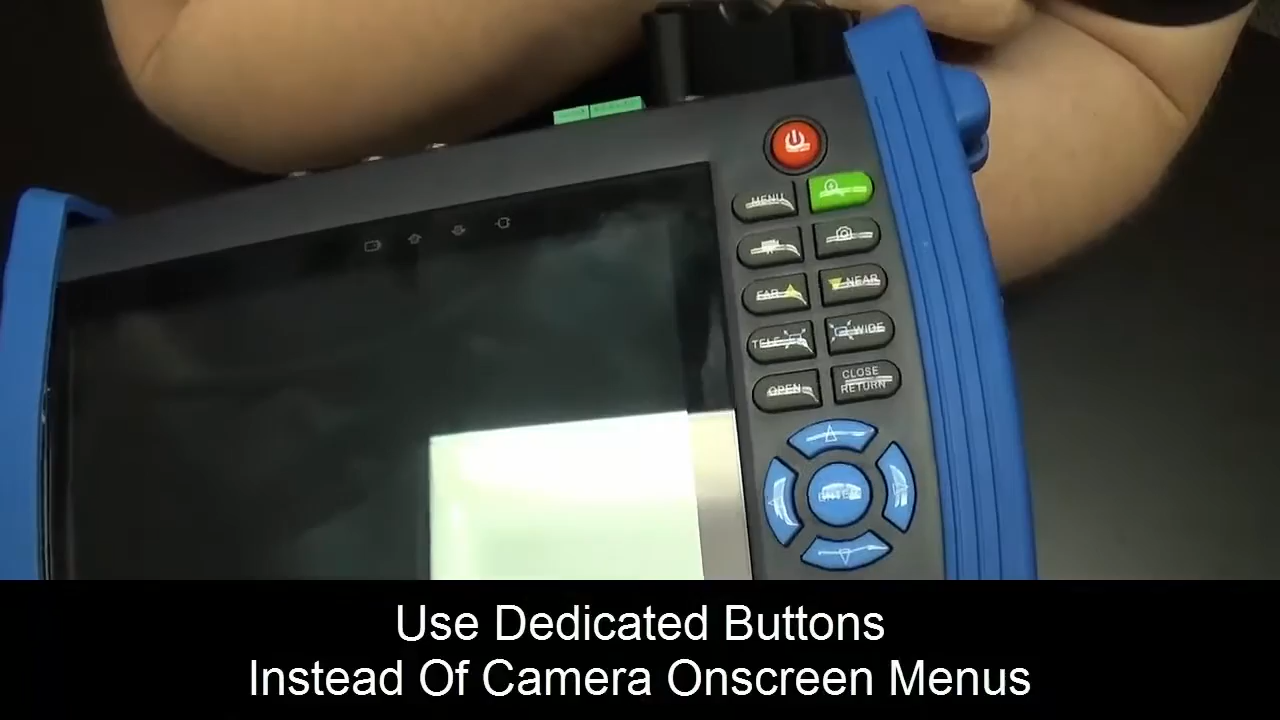 MENU
FAR
NEAR
TELE
WIDE
OPEN
CLOSE
RETURN
ENTER
Use Dedicated Buttons
Instead Of Camera Onscreen Menus